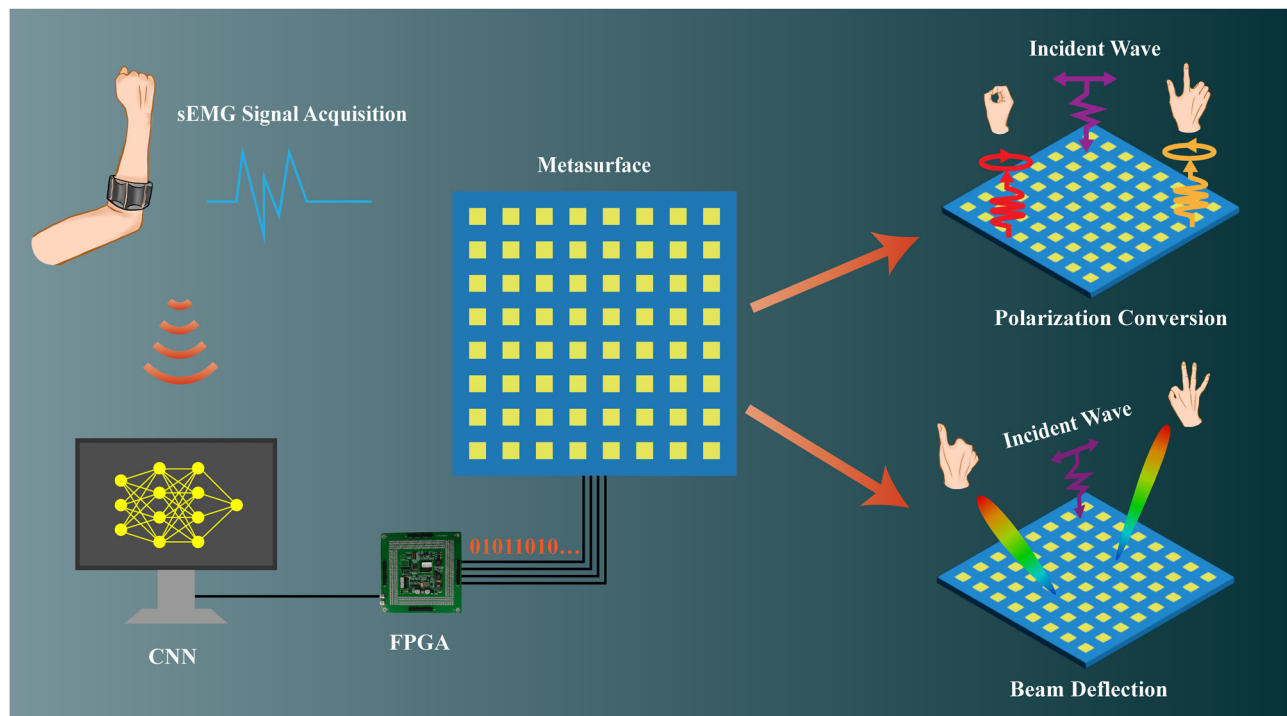 sEMG Signal Acquisition
Metasurface
Incident Wave
Polarization Conversion
Incident Wave
Beam Deflection
01011010...
FPGA
CNN